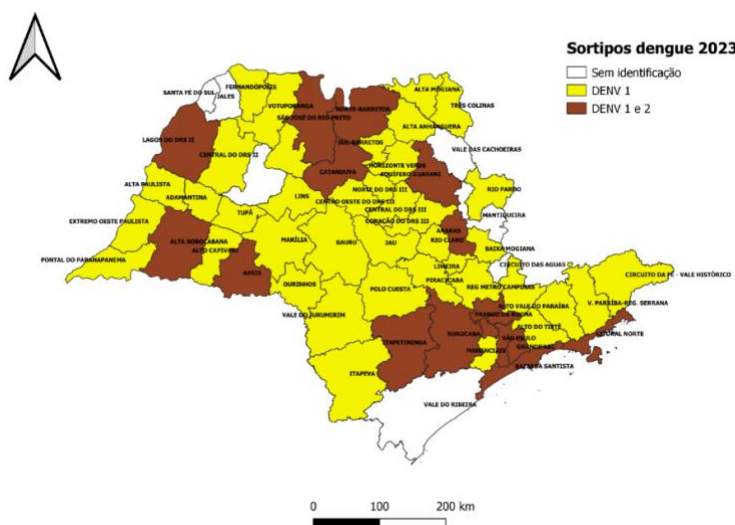 Sortipos dengue 2023
Sem identificação
DENV 1
DENV 1 e 2
SANTA FÉ DO SUL
JALES
FERNANDÓPOLIS
VOTUPORANGA
SÃO JOSÉ DO RIO PRETO
NORTE-BARRETOS
ALTA MOGIANA
TRÊS COLINAS
ALTA ANHANGUERA
LAGOS DO DRS II
CENTRAL DO DRS II
SUL-BARRETOS
VALE DAS CACHOEIRAS
HORIZONTE VERDE
AQUIFERO GUARANI
CATANDUVA
ALTA PAULISTA
ADAMANTINA
LINS
NORTE DO DRS III
RIO PARDO
CENTRO OESTE DO DRS III
EXTREMO OESTE PAULISTA
TUPÃ
CENTRAL DO DRS III
CORAÇÃO DO DRS III
MANTIQUEIRA
ARARAS
ALTA SOROCABANA
MARÍLIA
BAURU
JAU
RIO CLARO
BAIXA MOGIANA
ALTO CAPIVARI
PONTAL DO PARANAPANEMA
ASSIS
LIMEIRA
CIRCUITO DAS AGUAS
CIRCUITO DA FÉ - VALE HISTÓRICO
OURINHOS
POLO CUESTA
PIRACICABA
REG METRO CAMPINAS
ALTO VALE DO PARAÍBA
V. PARAÍBA-REG. SERRANA
VALE DO JURUMIRIM
FRANCO DA ROCHA
ALTO DO TIETÊ
LITORAL NORTE
ITAPETININGA
SOROCABA
SÃO PAULO
MANANCIAIS
GRANDE ABC
ITAPEVA
BAIXADA SANTISTA
VALE DO RIBEIRA
0 100 200 km